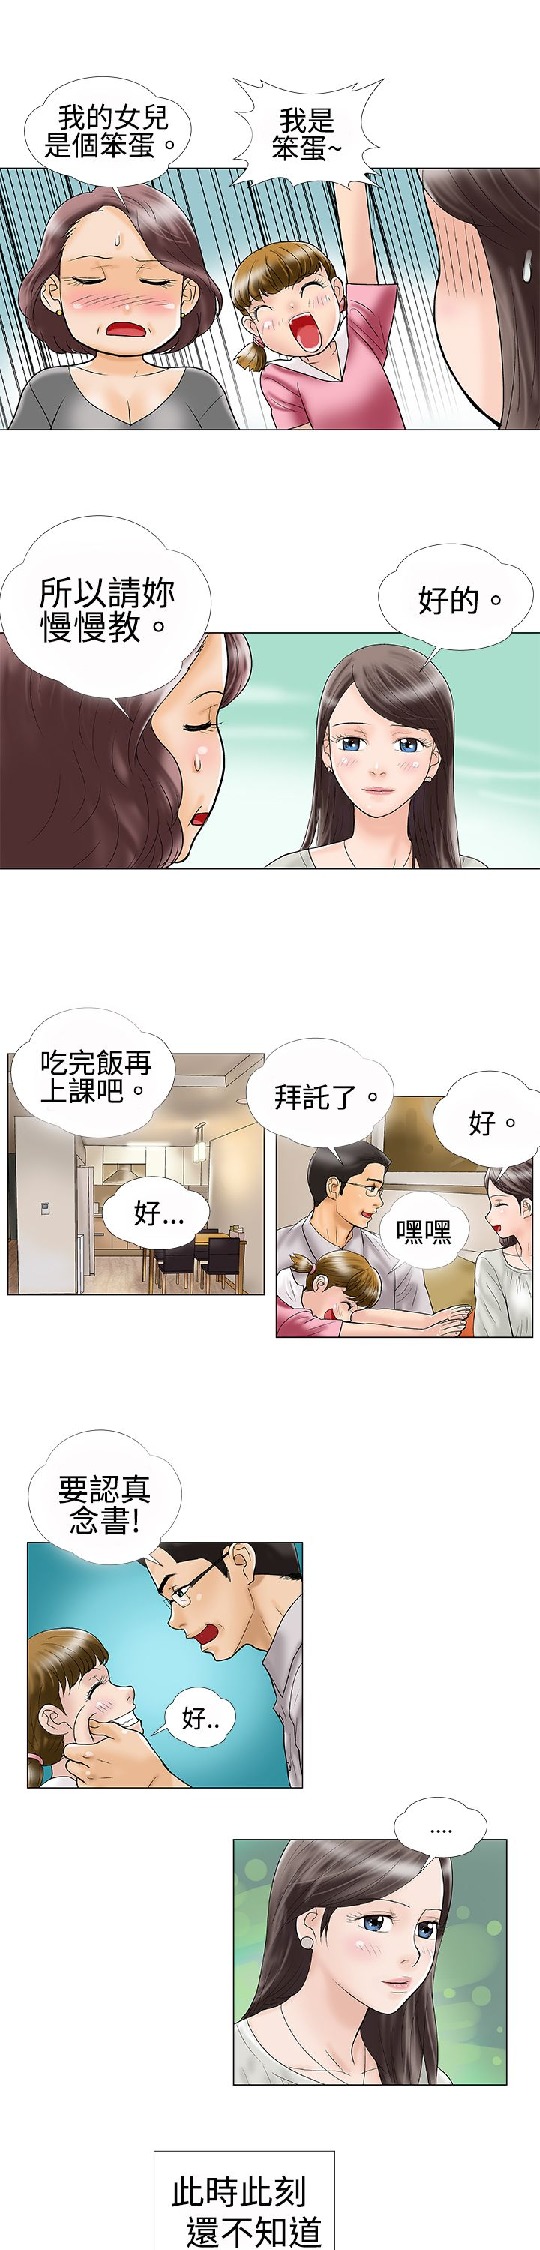 我的女兒
是個笨蛋。
我是
笨蛋~
所以請妳
慢慢教。
好的。
吃完飯再
上課吧。
好...
拜託了。
好。
嘿嘿
要認真
念書!
好..
....
此時此刻
還不知道